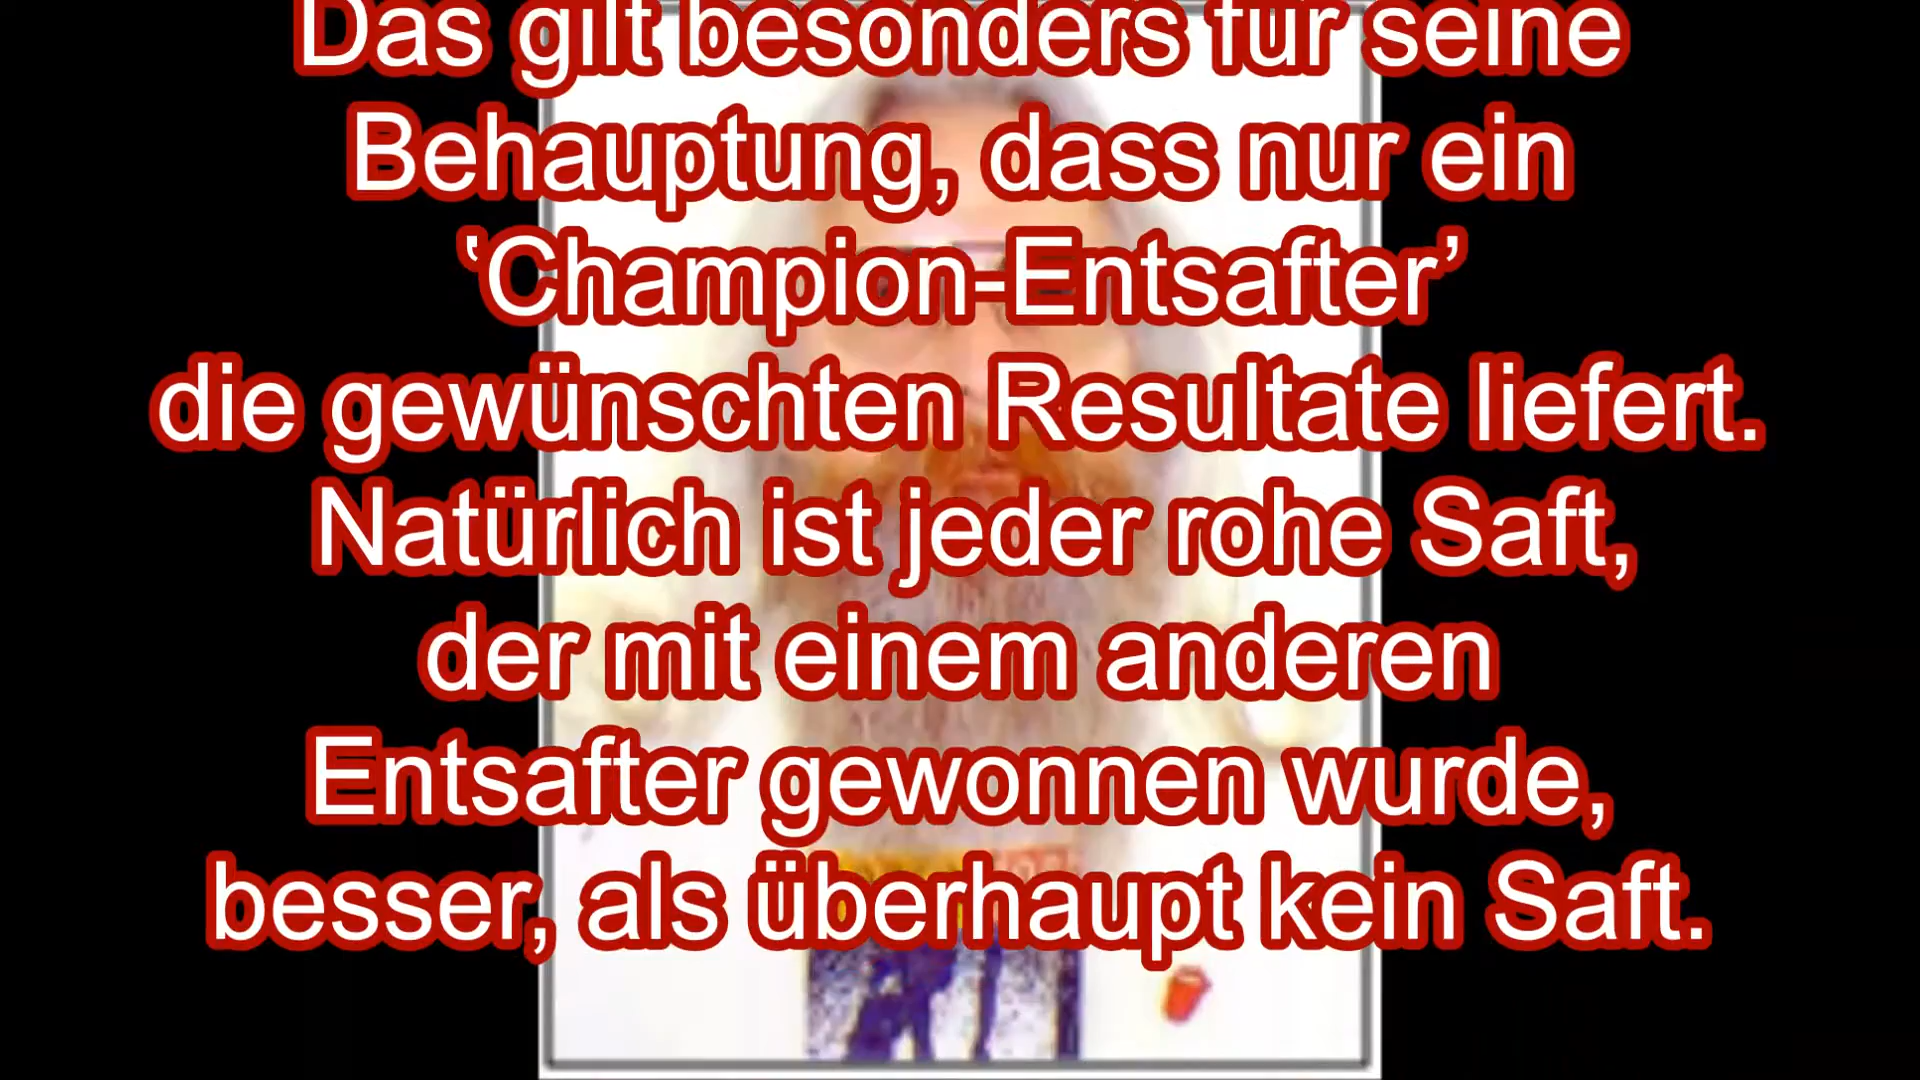 Das gilt besonders für seine
Behauptung, dass nur ein
‛Champion-Entsafter’
die gewünschten Resultate liefert.
Natürlich ist jeder rohe Saft,
der mit einem anderen
Entsafter gewonnen wurde,
besser, als überhaupt kein Saft.